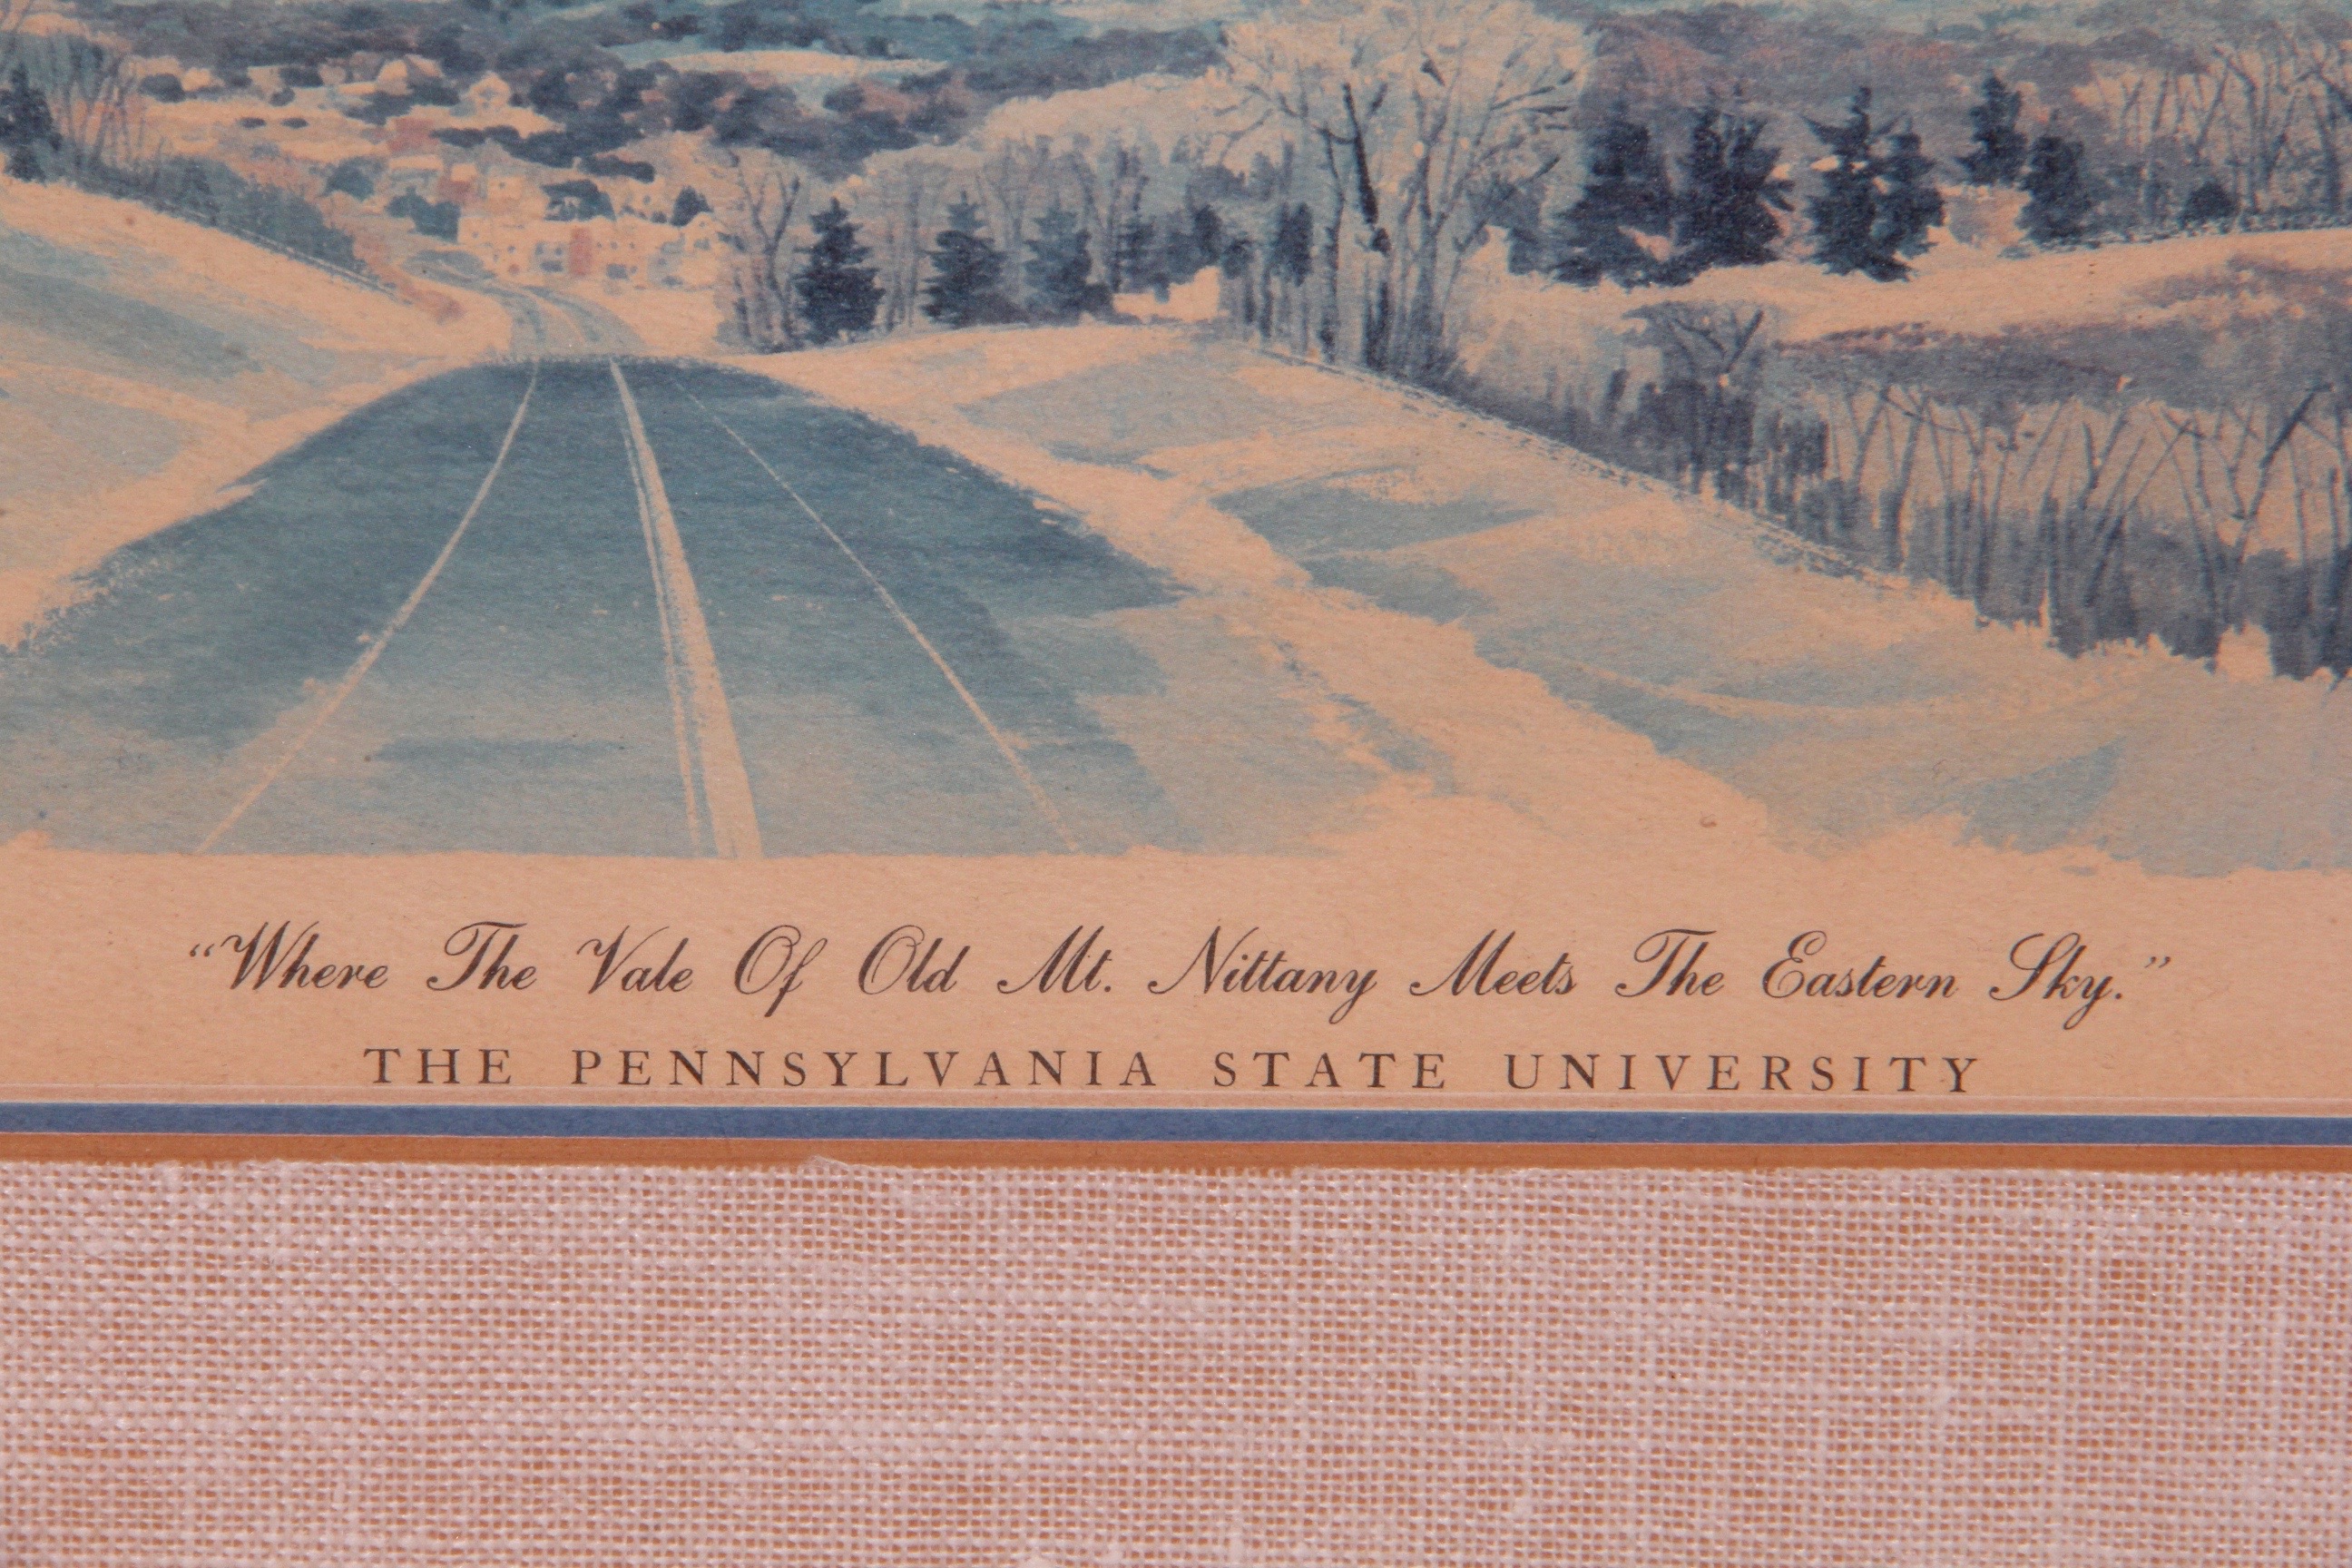 “Where The Vale Of Old Mt. Nittany Meets The Eastern Sky.”
THE PENNSYLVANIA STATE UNIVERSITY